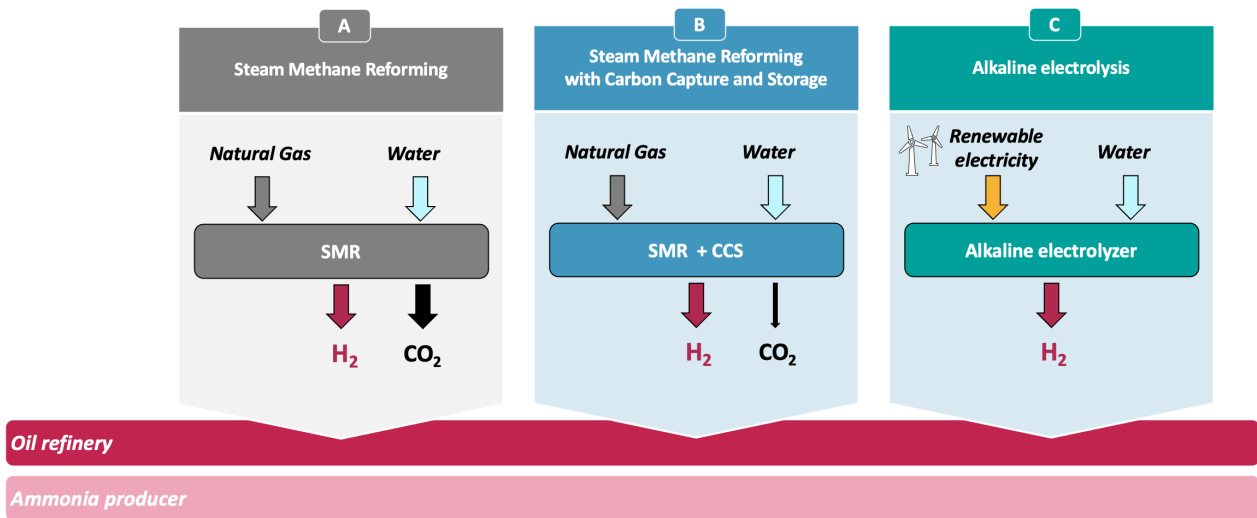 A
Steam Methane Reforming
Natural Gas
Water
SMR
H₂
CO₂
B
Steam Methane Reforming
with Carbon Capture and Storage
Natural Gas
Water
SMR + CCS
H₂
CO₂
C
Alkaline electrolysis
Renewable
electricity
Water
Alkaline electrolyzer
H₂
Oil refinery
Ammonia producer